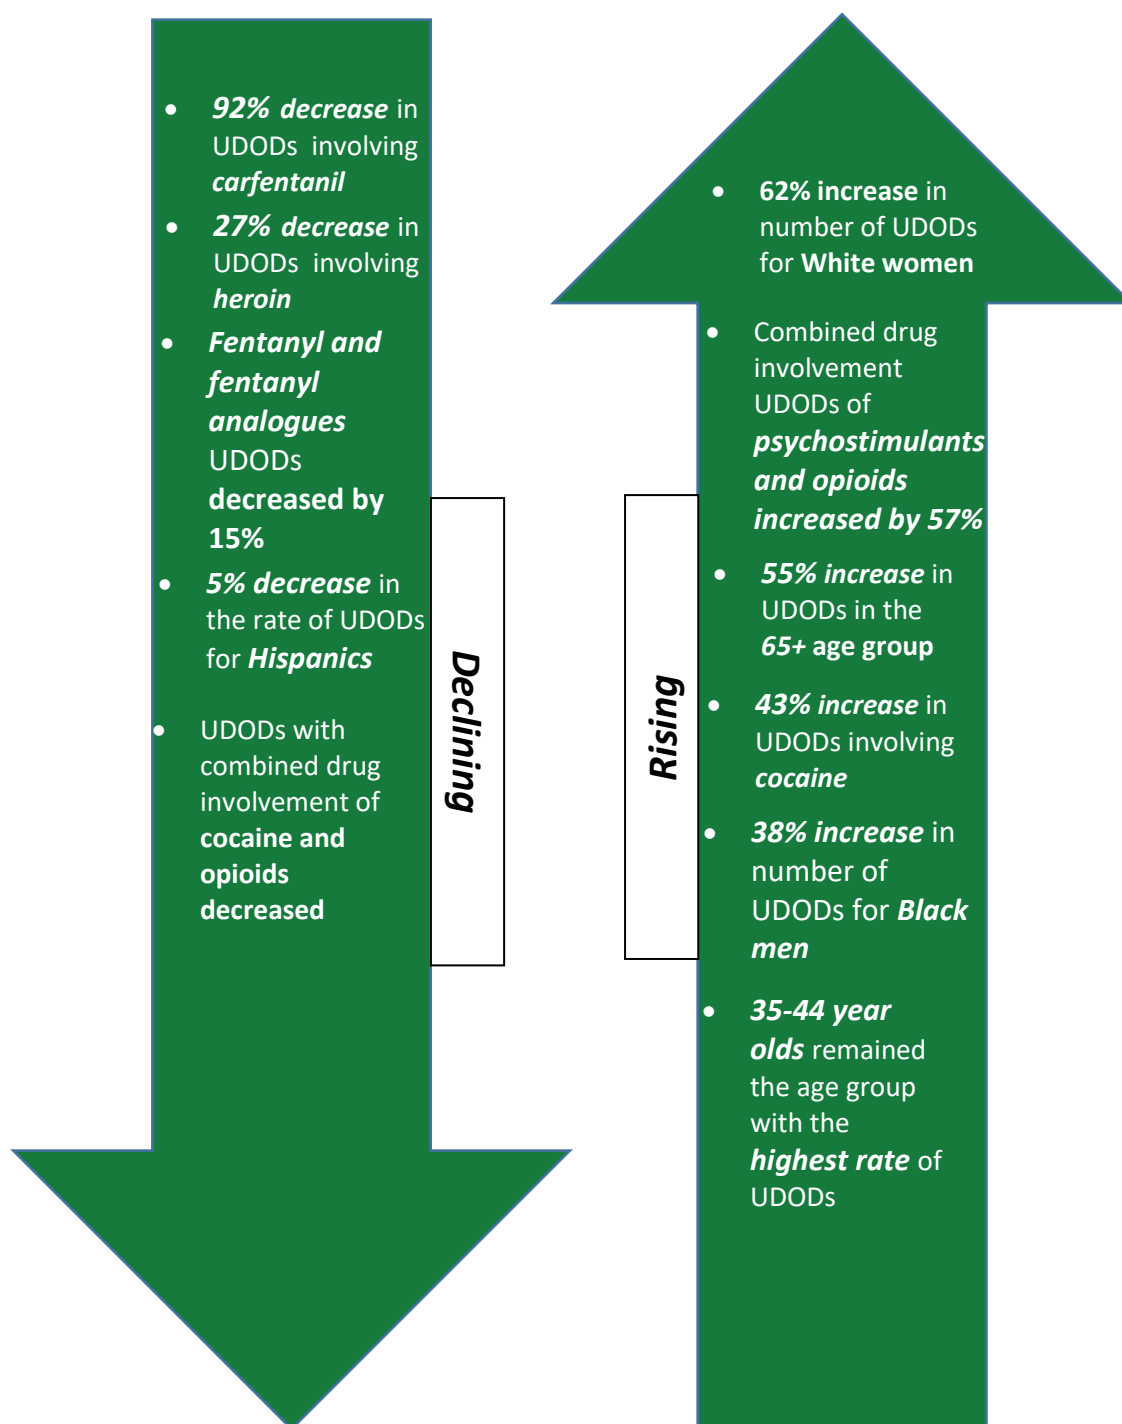 • 92% decrease in
UDODs involving
carfentanil
• 27% decrease in
UDODs involving
heroin
• Fentanyl and
fentanyl
analogues
UDODs
decreased by
15%
• 5% decrease in
the rate of UDODs
for Hispanics
• UDODs with
combined drug
involvement of
cocaine and
opioids
decreased
Declining
Rising
• 62% increase in
number of UDODs
for White women
• Combined drug
involvement
UDODs of
psychostimulants
and opioids
increased by 57%
• 55% increase in
UDODs in the
65+ age group
• 43% increase in
UDODs involving
cocaine
• 38% increase in
number of
UDODs for Black
men
• 35-44 year
olds remained
the age group
with the
highest rate of
UDODs